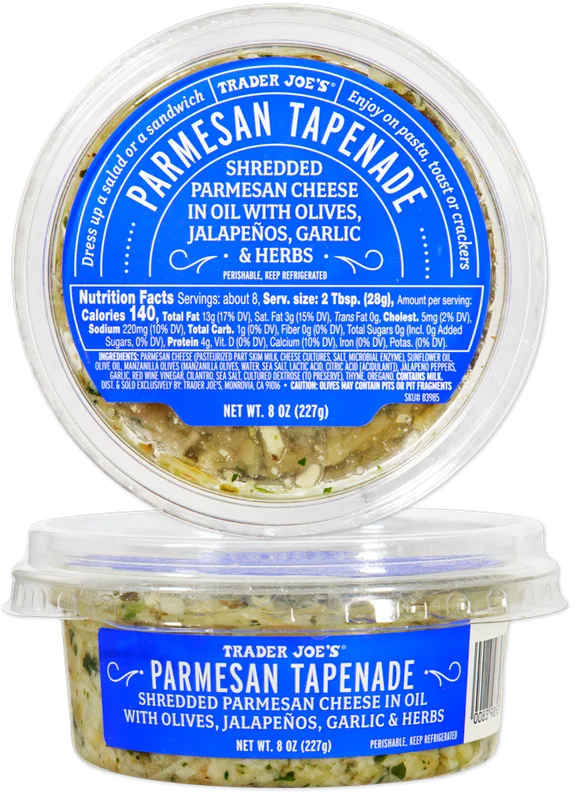 TRADER JOE'S®
Dress up a salad or a sandwich
Enjoy on pasta, toast or crackers
PARMESAN TAPENADE
SHREDDED
PARMESAN CHEESE
IN OIL WITH OLIVES,
JALAPEÑOS, GARLIC
& HERBS
PERISHABLE, KEEP REFRIGERATED
Nutrition Facts Servings: about 8, Serv. size: 2 Tbsp. (28g), Amount per serving:
Calories 140, Total Fat 13g (17% DV), Sat. Fat 3g (15% DV), Trans Fat 0g, Cholest. 5mg (2% DV),
Sodium 220mg (10% DV), Total Carb. 1g (0% DV), Fiber 0g (0% DV), Total Sugars 0g (Incl. 0g Added
Sugars, 0% DV), Protein 4g, Vit. D (0% DV), Calcium (10% DV), Iron (0% DV), Potas. (0% DV).
INGREDIENTS: PARMESAN CHEESE (PASTEURIZED PART SKIM MILK, CHEESE CULTURES, SALT, MICROBIAL ENZYME), SUNFLOWER OIL,
OLIVE OIL, MANZANILLA OLIVES (MANZANILLA OLIVES, WATER, SEA SALT, LACTIC ACID, CITRIC ACID [ACIDULANT]), JALAPENO PEPPERS,
GARLIC, RED WINE VINEGAR, CILANTRO, SEA SALT, CULTURED DEXTROSE (TO PRESERVE), THYME, OREGANO. CONTAINS MILK.
DIST. & SOLD EXCLUSIVELY BY: TRADER JOE'S, MONROVIA, CA 91016 • CAUTION: OLIVES MAY CONTAIN PITS OR PIT FRAGMENTS
SKU# 83985
NET WT. 8 OZ (227g)
TRADER JOE'S®
PARMESAN TAPENADE
SHREDDED PARMESAN CHEESE IN OIL
WITH OLIVES, JALAPEÑOS, GARLIC & HERBS
NET WT. 8 OZ (227g)
PERISHABLE, KEEP REFRIGERATED